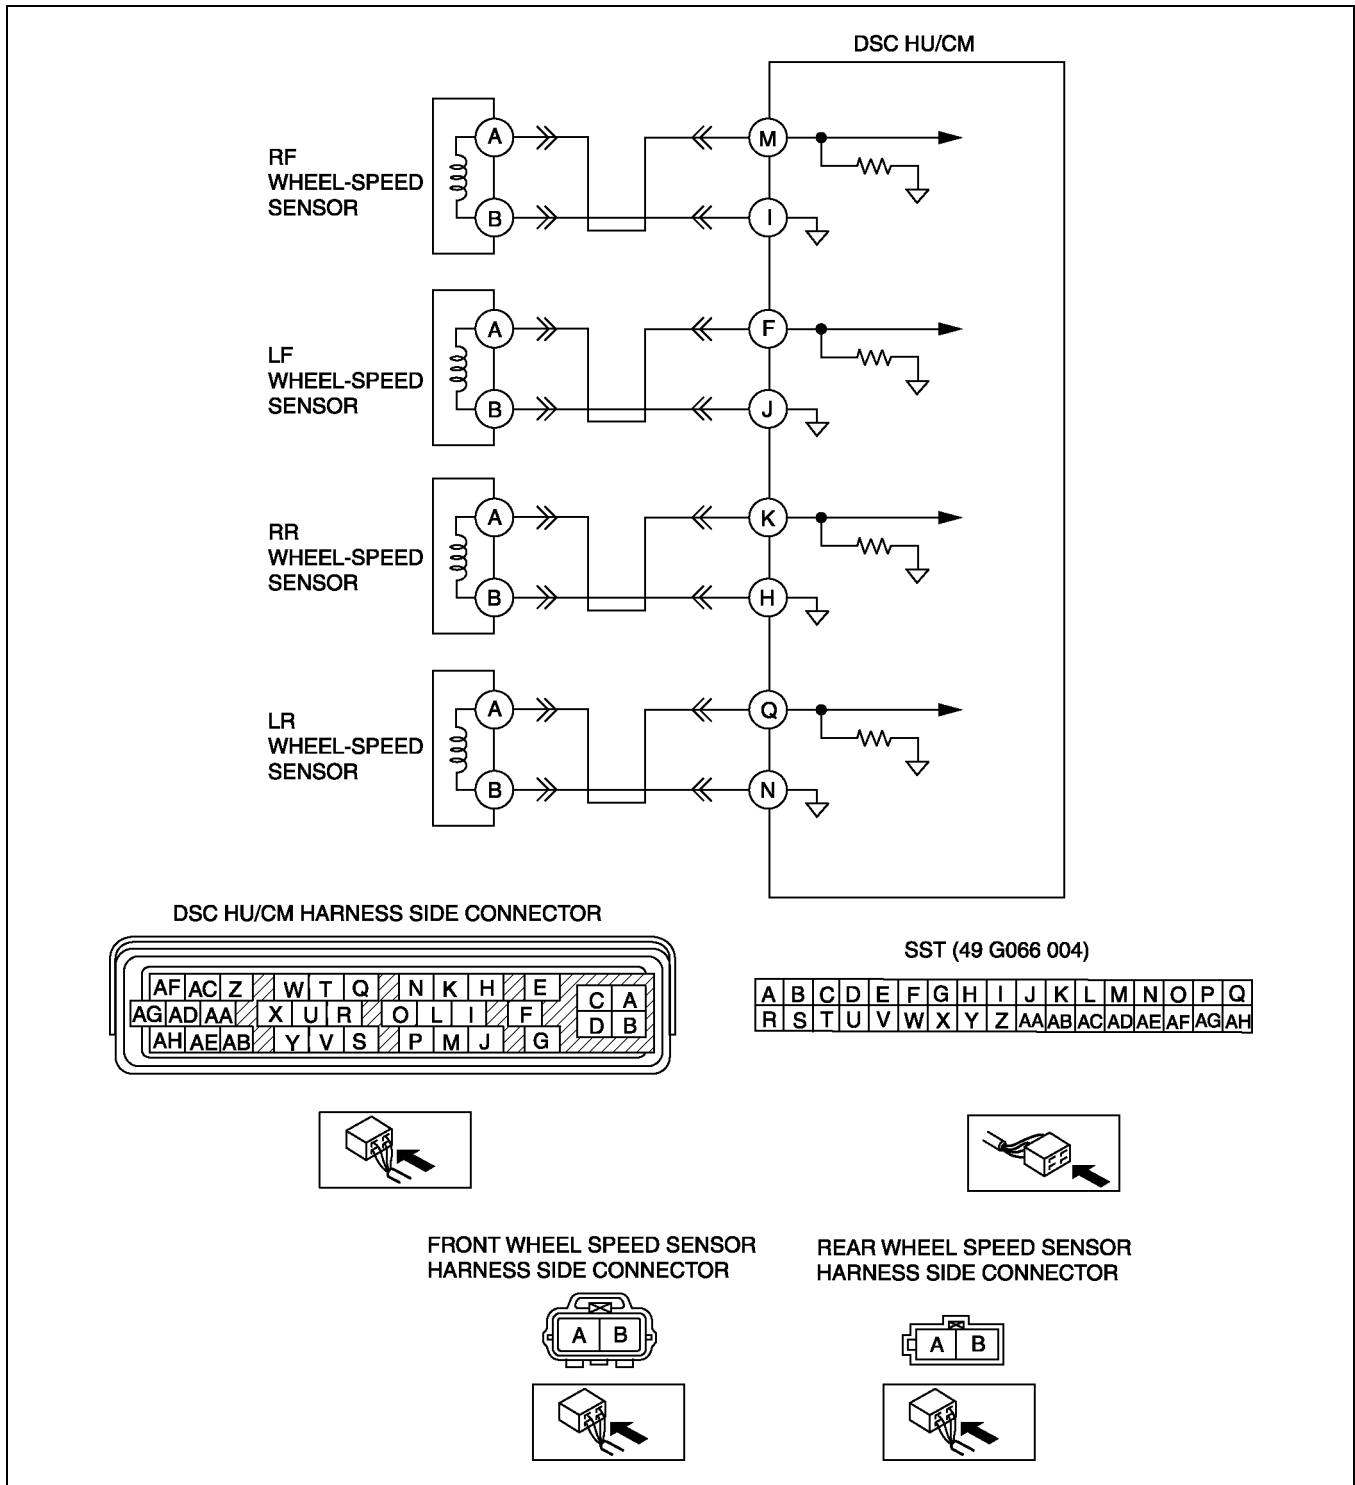 DSC HU/CM
RF
WHEEL-SPEED
SENSOR
A
M
B
I
LF
WHEEL-SPEED
SENSOR
A
F
B
J
RR
WHEEL-SPEED
SENSOR
A
K
B
H
LR
WHEEL-SPEED
SENSOR
A
Q
B
N
DSC HU/CM HARNESS SIDE CONNECTOR
AF AC Z W T Q N K H E
AG AD AA X U R O L I F
AH AE AB Y V S P M J G
C A
D B
SST (49 G066 004)
A B C D E F G H I J K L M N O P Q
R S T U V W X Y Z AA AB AC AD AE AF AG AH
FRONT WHEEL SPEED SENSOR
HARNESS SIDE CONNECTOR
A B
REAR WHEEL SPEED SENSOR
HARNESS SIDE CONNECTOR
A B